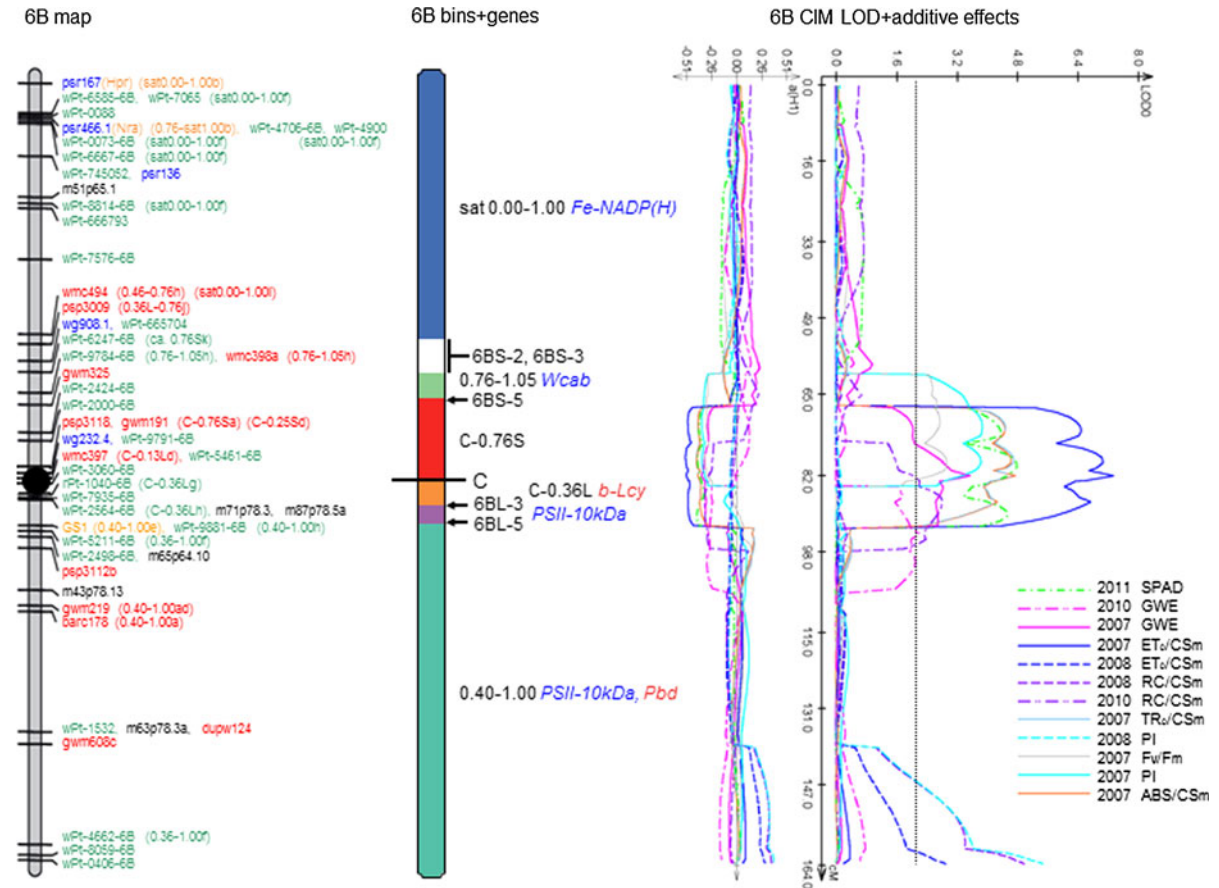 6B map
6B bins+genes
6B CIM LOD+additive effects
psr167(Hpr) (sat0.00-1.00b)
wPt-6585-6B, wPt-7065 (sat0.00-1.00f)
wPt-0088
psr466.1(Nra) (0.76-sat1.00b), wPt-4706-6B, wPt-4900
wPt-0073-6B (sat0.00-1.00f) (sat0.00-1.00f)
wPt-6667-6B (sat0.00-1.00f)
wPt-745052, psr136
m51p65.1
wPt-8814-6B (sat0.00-1.00f)
wPt-666793
wPt-7576-6B
wmc494 (0.46-0.76h) (sat0.00-1.00l)
psp3009 (0.36L-0.76j)
wg908.1, wPt-665704
wPt-6247-6B (ca. 0.76Sk)
wPt-9784-6B (0.76-1.05h), wmc398a (0.76-1.05h)
gwm325
wPt-2424-6B
wPt-2000-6B
psp3118, gwm191 (C-0.76Sa) (C-0.25Sd)
wg232.4, wPt-9791-6B
wmc397 (C-0.13Ld), wPt-5461-6B
wPt-3060-6B
rPt-1040-6B (C-0.36Lg)
wPt-7935-6B
wPt-2564-6B (C-0.36Lh), m71p78.3, m87p78.5a
GS1 (0.40-1.00e), wPt-9881-6B (0.40-1.00h)
wPt-5211-6B (0.36-1.00f)
wPt-2498-6B, m65p64.10
psp3112b
m43p78.13
gwm219 (0.40-1.00ad)
barc178 (0.40-1.00a)
wPt-1532, m63p78.3a, dupw124
gwm608c
wPt-4662-6B (0.36-1.00f)
wPt-8059-6B
wPt-0406-6B
sat 0.00-1.00 Fe-NADP(H)
6BS-2, 6BS-3
0.76-1.05 Wcab
6BS-5
C-0.76S
C
C-0.36L b-Lcy
6BL-3
PSII-10kDa
6BL-5
0.40-1.00 PSII-10kDa, Pbd
-0.51
-0.26
0.00
0.26
0.51
a(H1)
0.0
1.6
3.2
4.8
6.4
8.0
LOD0
0.0
16.0
33.0
49.0
66.0
82.0
98.0
115.0
131.0
147.0
164.0
cM
2011 SPAD
2010 GWE
2007 GWE
2007 ET₀/CSm
2008 ET₀/CSm
2008 RC/CSm
2010 RC/CSm
2007 TR₀/CSm
2008 PI
2007 Fv/Fm
2007 PI
2007 ABS/CSm